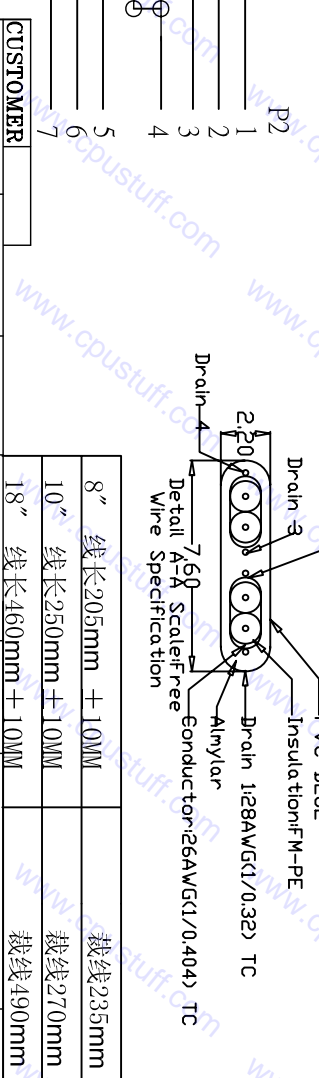 P2
1
2
3
4
5
6
7
CUSTOMER
Drain 4
Drain 3
2.20
7.60
Insulation:FM-PE
Drain 1:28AWG(1/0.32) TC
Almylar
Conductor:26AWG(1/0.404) TC
Detail A-A Scale:Free
Wire Specification
8" 线长205mm ＋10MM 裁线235mm
10" 线长250mm＋10MM 裁线270mm
18" 线长460mm＋10MM 裁线490mm
www.cpustuff.com